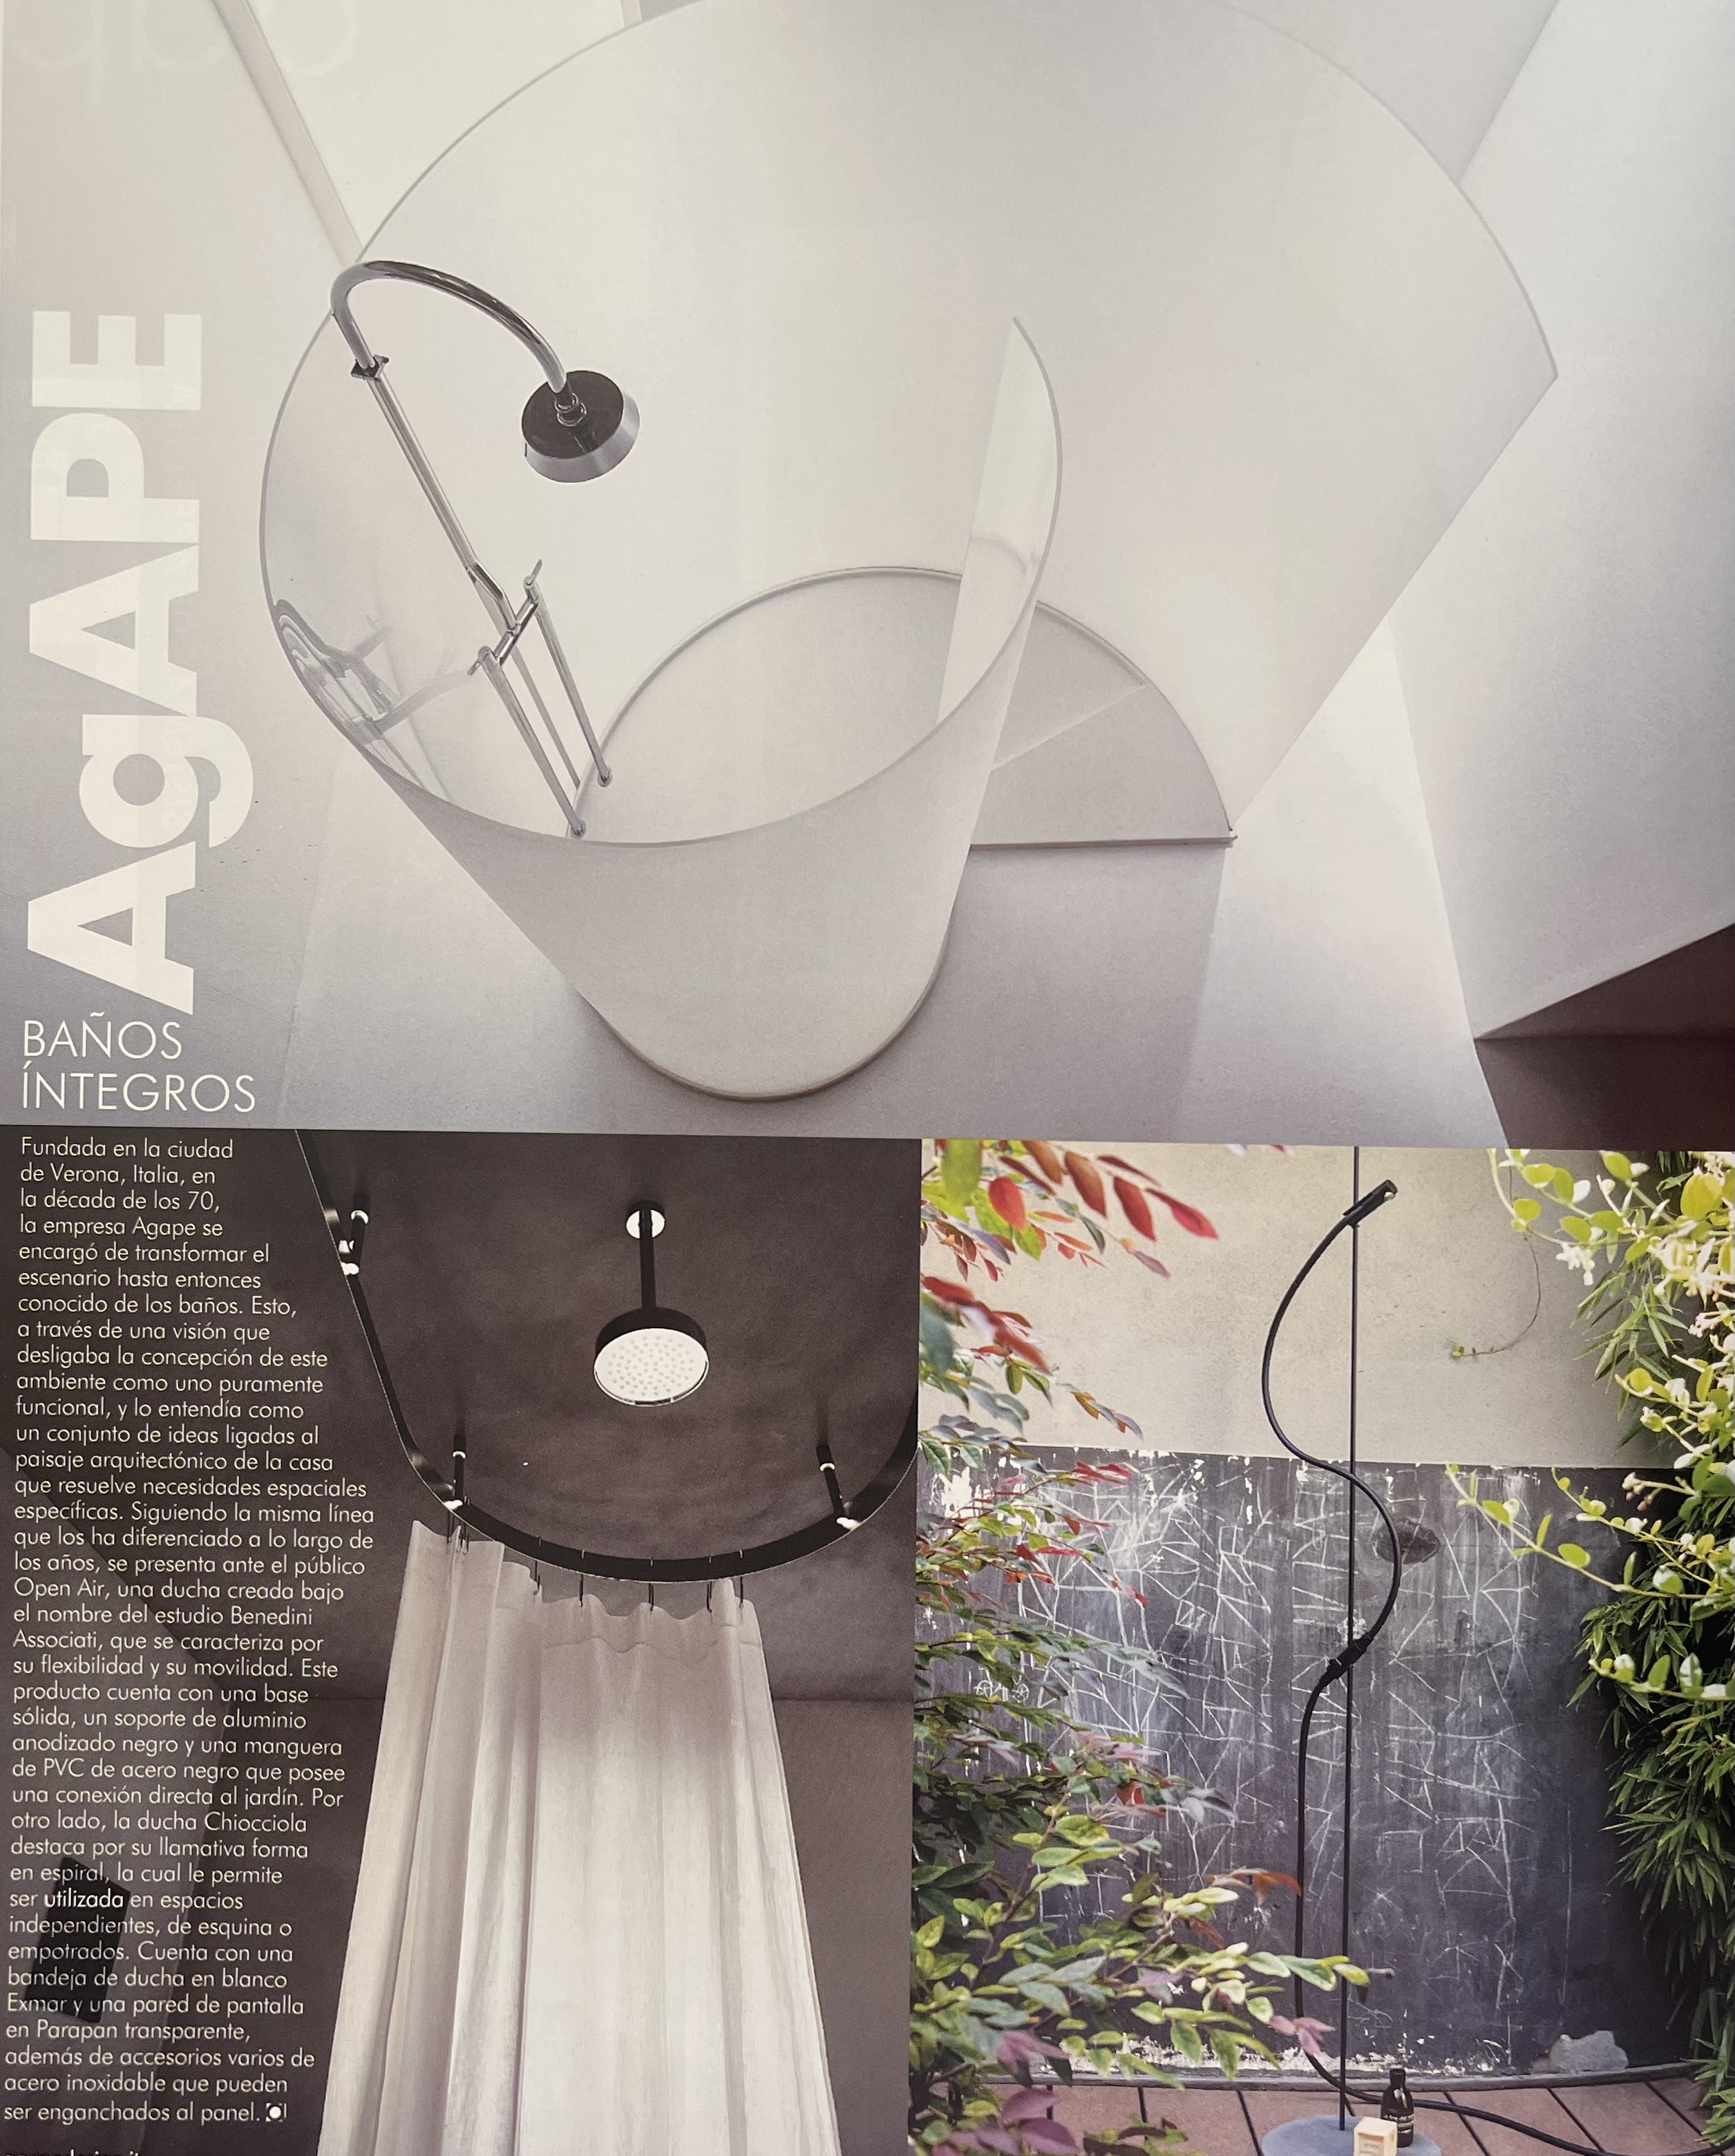 AgAPE
BAÑOS
ÍNTEGROS
Fundada en la ciudad
de Verona, Italia, en
la década de los 70,
la empresa Agape se
encargó de transformar el
escenario hasta entonces
conocido de los baños. Esto,
a través de una visión que
desligaba la concepción de este
ambiente como uno puramente
funcional, y lo entendía como
un conjunto de ideas ligadas al
paisaje arquitectónico de la casa
que resuelve necesidades espaciales
específicas. Siguiendo la misma línea
que los ha diferenciado a lo largo de
los años, se presenta ante el público
Open Air, una ducha creada bajo
el nombre del estudio Benedini
Associati, que se caracteriza por
su flexibilidad y su movilidad. Este
producto cuenta con una base
sólida, un soporte de aluminio
anodizado negro y una manguera
de PVC de acero negro que posee
una conexión directa al jardín. Por
otro lado, la ducha Chiocciola
destaca por su llamativa forma
en espiral, la cual le permite
ser utilizada en espacios
independientes, de esquina o
empotrados. Cuenta con una
bandeja de ducha en blanco
Exmar y una pared de pantalla
en Parapan transparente,
además de accesorios varios de
acero inoxidable que pueden
ser enganchados al panel.